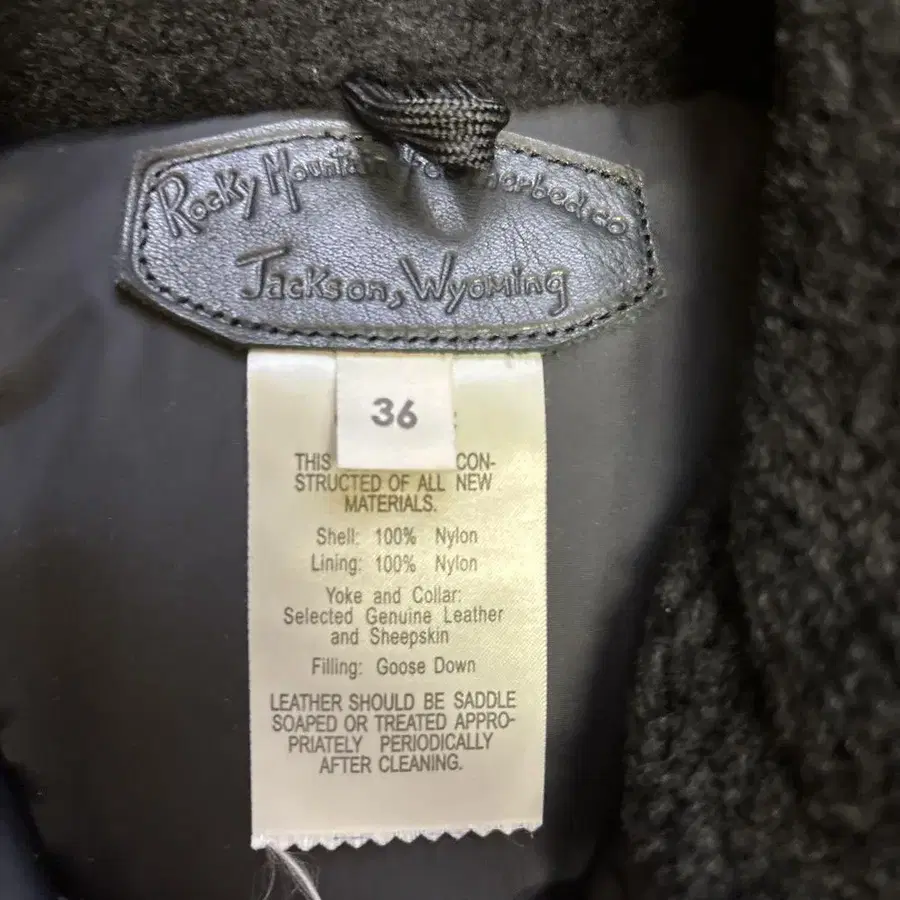 Rocky Mountain Featherbed.co
Jackson, Wyoming
36
THIS CON-
STRUCTED OF ALL NEW
MATERIALS.
Shell: 100% Nylon
Lining: 100% Nylon
Yoke and Collar:
Selected Genuine Leather
and Sheepskin
Filling: Goose Down
LEATHER SHOULD BE SADDLE
SOAPED OR TREATED APPRO-
PRIATELY PERIODICALLY
AFTER CLEANING.